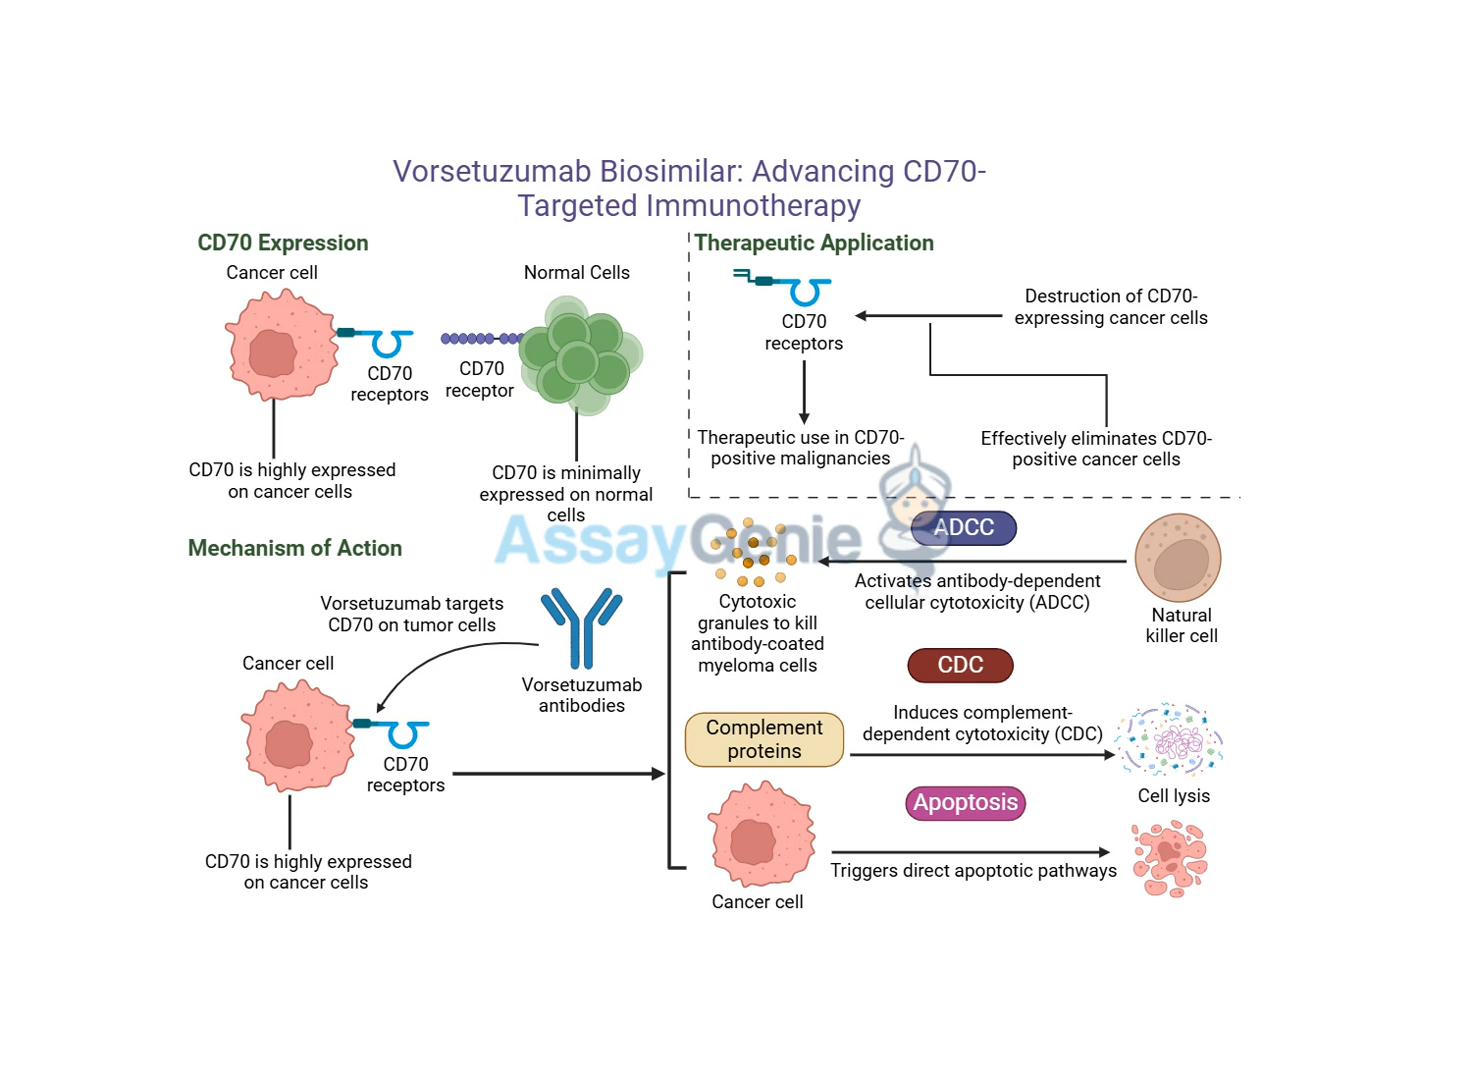 Vorsetuzumab Biosimilar: Advancing CD70-
Targeted Immunotherapy
CD70 Expression
Cancer cell
Normal Cells
CD70
receptors
CD70
receptor
CD70 is highly expressed
on cancer cells
CD70 is minimally
expressed on normal
cells
Therapeutic Application
CD70
receptors
Destruction of CD70-
expressing cancer cells
Therapeutic use in CD70-
positive malignancies
Effectively eliminates CD70-
positive cancer cells
AssayGenie
Mechanism of Action
Vorsetuzumab targets
CD70 on tumor cells
Cancer cell
Vorsetuzumab
antibodies
CD70
receptors
CD70 is highly expressed
on cancer cells
ADCC
Activates antibody-dependent
cellular cytotoxicity (ADCC)
Natural
killer cell
Cytotoxic
granules to kill
antibody-coated
myeloma cells
CDC
Complement
proteins
Induces complement-
dependent cytotoxicity (CDC)
Cell lysis
Apoptosis
Triggers direct apoptotic pathways
Cancer cell